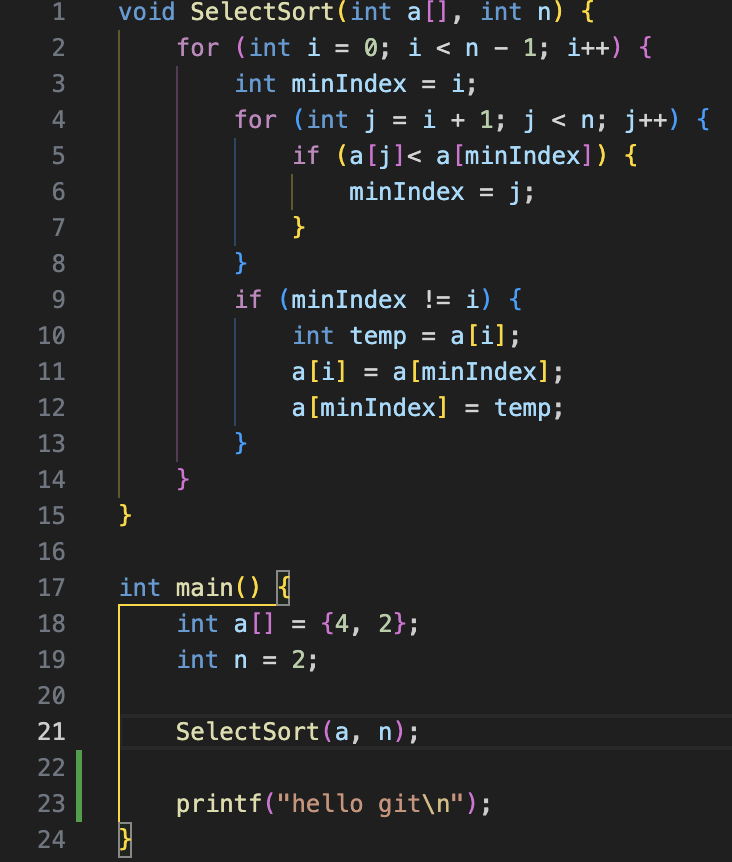 1 void SelectSort(int a[], int n) {
2     for (int i = 0; i < n - 1; i++) {
3         int minIndex = i;
4         for (int j = i + 1; j < n; j++) {
5             if (a[j]< a[minIndex]) {
6                 minIndex = j;
7             }
8         }
9         if (minIndex != i) {
10             int temp = a[i];
11             a[i] = a[minIndex];
12             a[minIndex] = temp;
13         }
14     }
15 }
16
17 int main() {
18     int a[] = {4, 2};
19     int n = 2;
20
21     SelectSort(a, n);
22
23     printf("hello git\n");
24 }